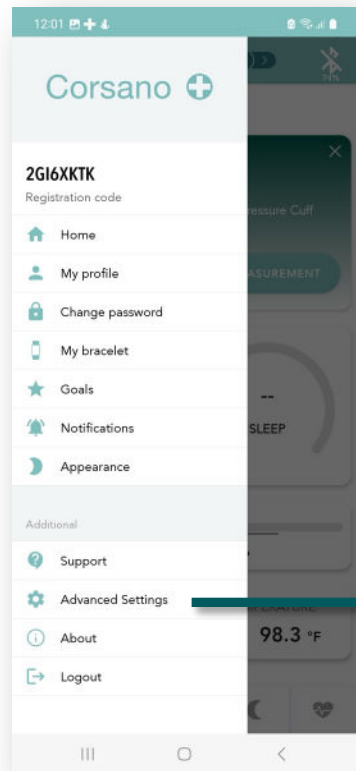 12:01
Corsano
2GI6XKTK
Registration code
Home
My profile
Change password
My bracelet
Goals
Notifications
Appearance
Additional
Support
Advanced Settings
About
Logout
ressure Cuff
ASUREMENT
--
SLEEP
98.3 °F